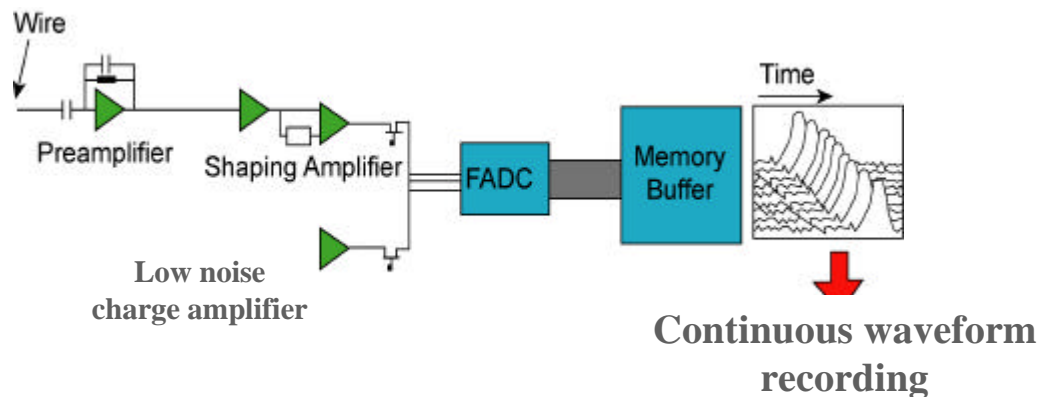 Wire
Time
Preamplifier
Shaping Amplifier
FADC
Memory
Buffer
Low noise
charge amplifier
Continuous waveform
recording